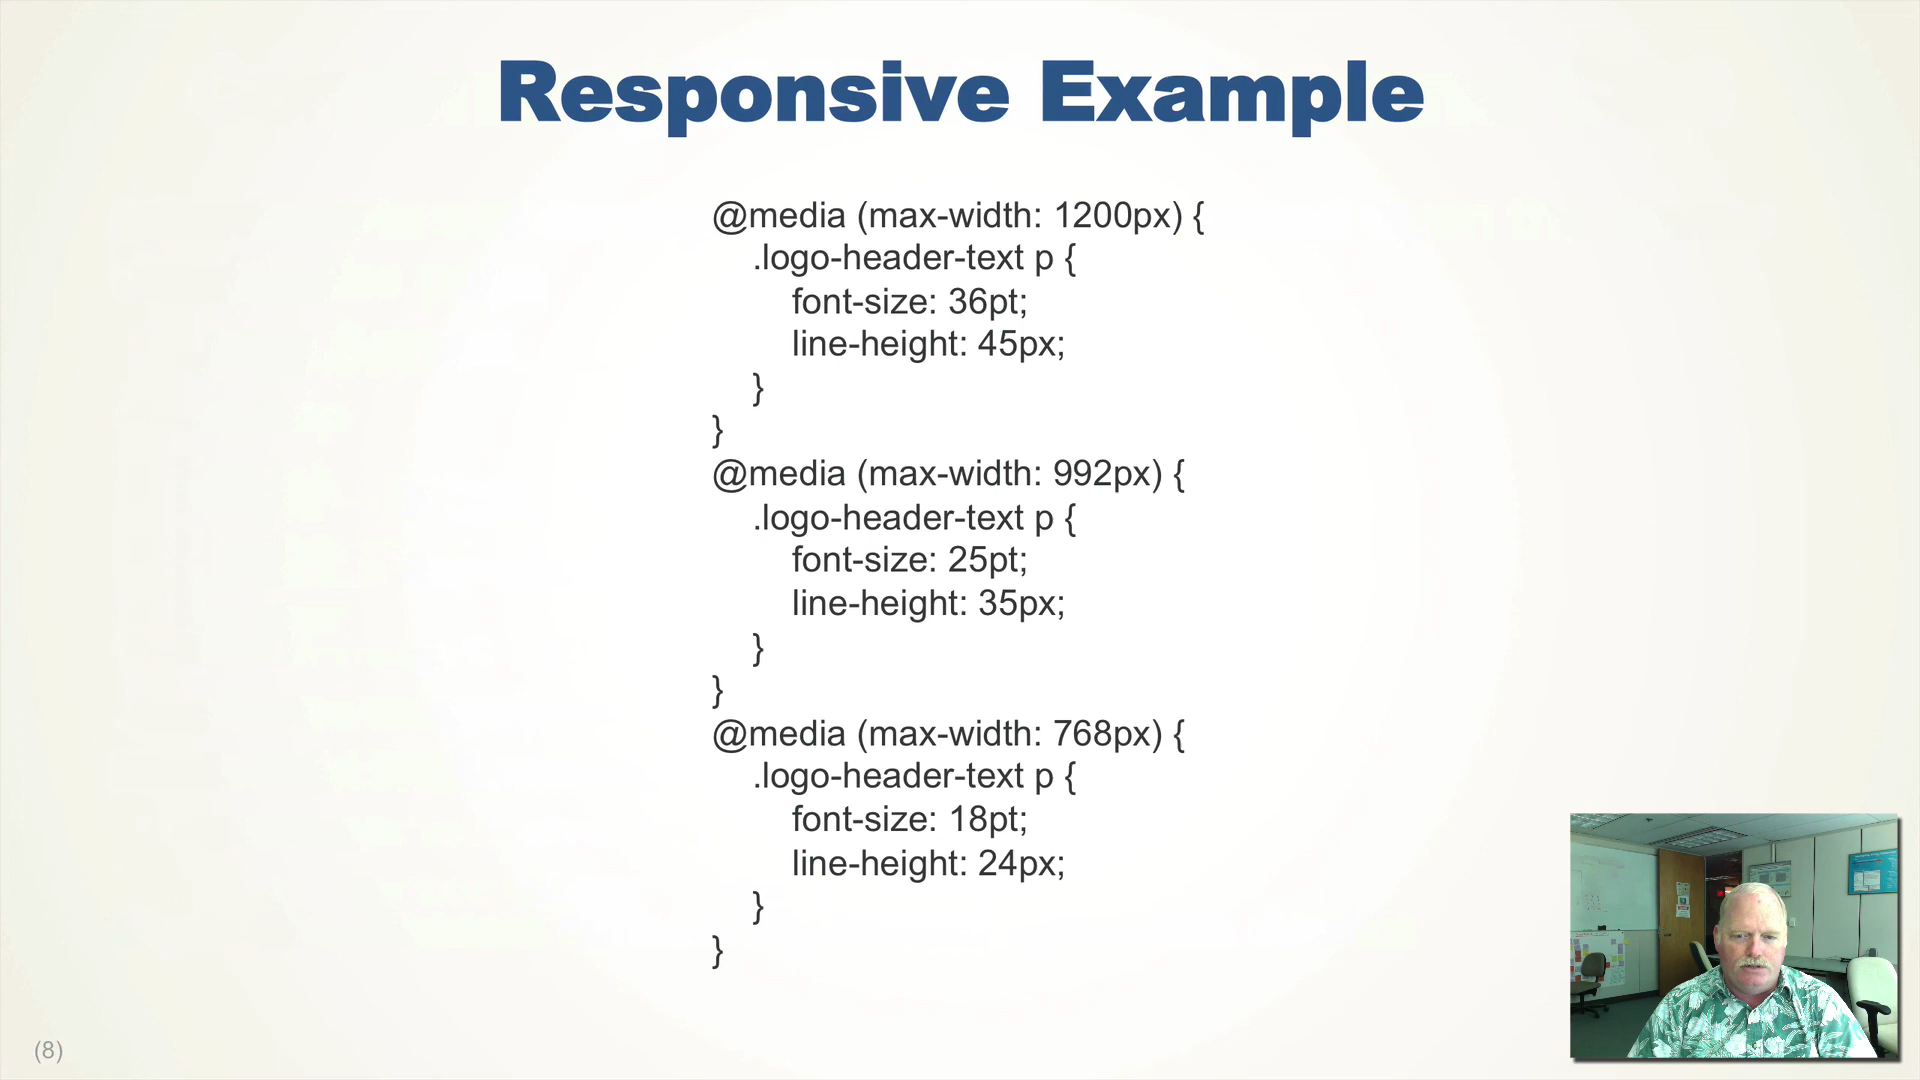 Responsive Example
@media (max-width: 1200px) {
.logo-header-text p {
font-size: 36pt;
line-height: 45px;
}
}
@media (max-width: 992px) {
.logo-header-text p {
font-size: 25pt;
line-height: 35px;
}
}
@media (max-width: 768px) {
.logo-header-text p {
font-size: 18pt;
line-height: 24px;
}
}
(8)